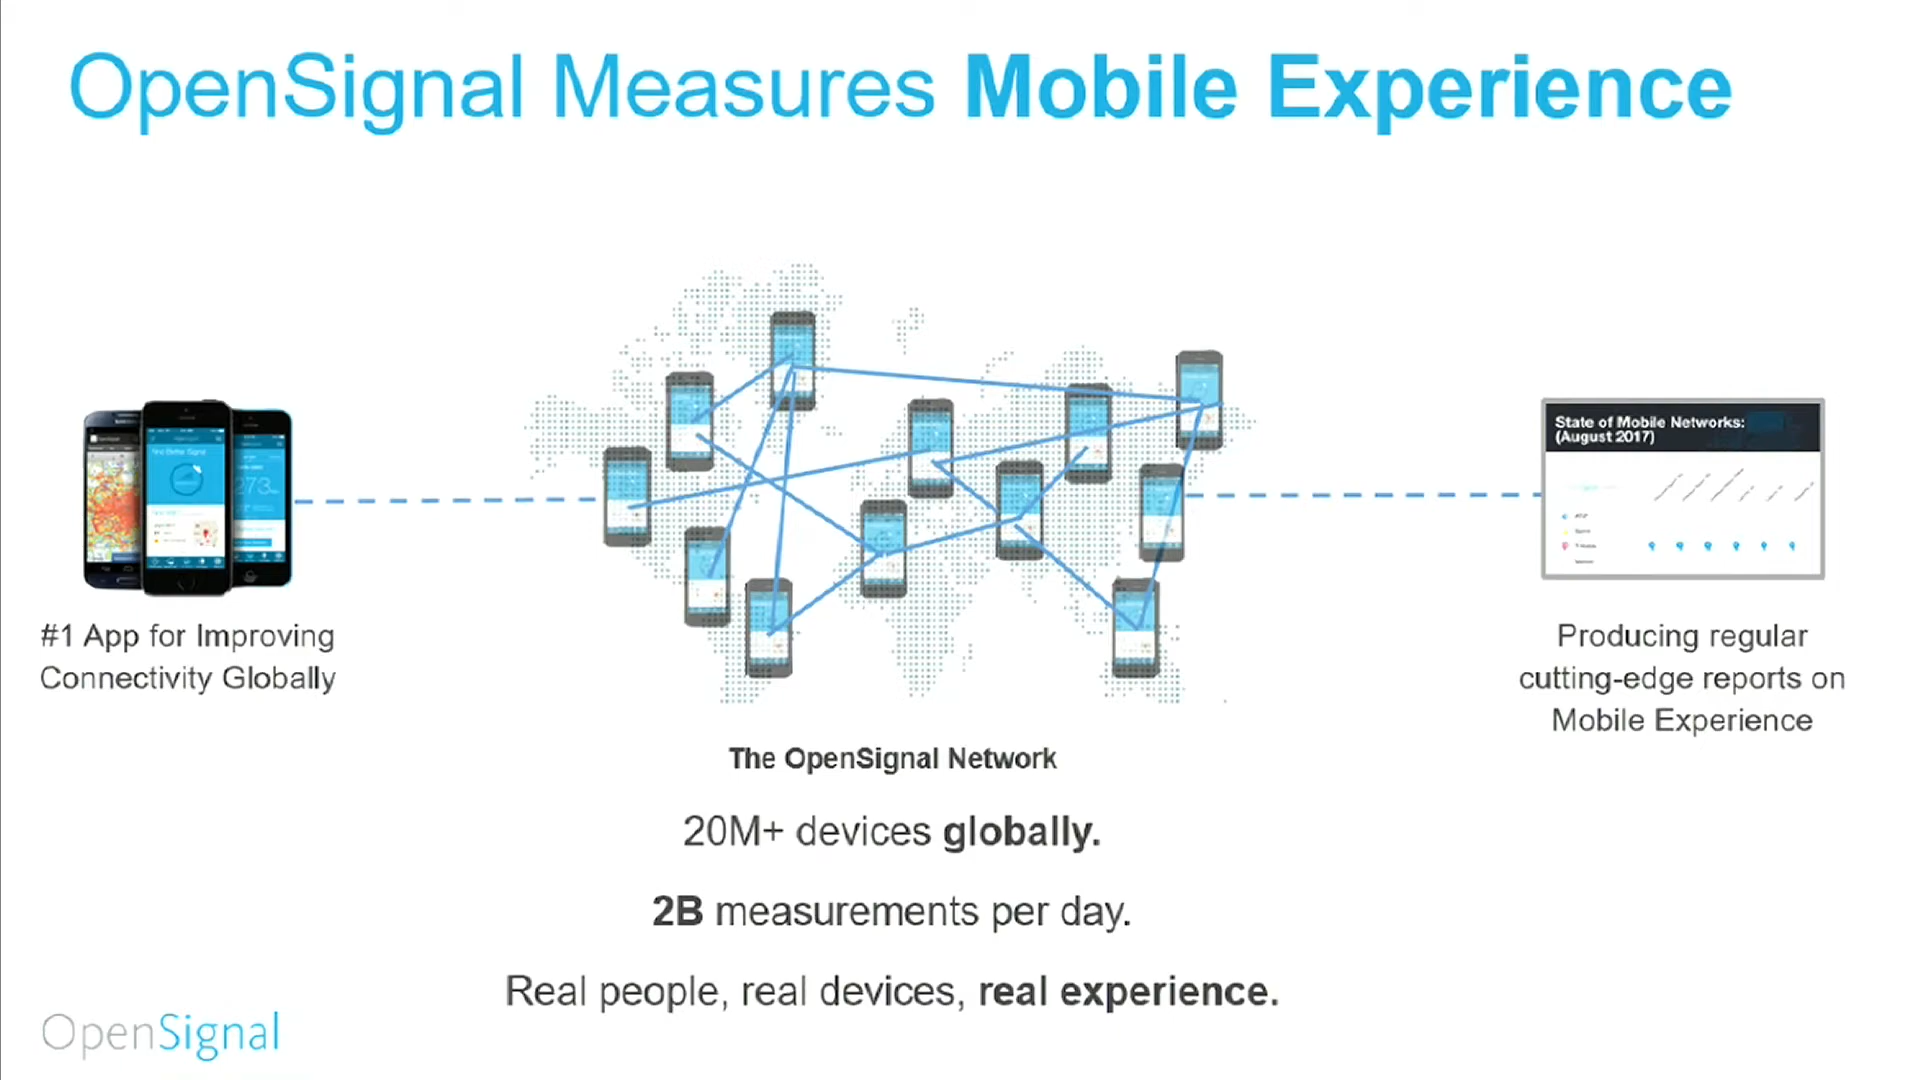 OpenSignal Measures Mobile Experience
State of Mobile Networks:
(August 2017)
273
#1 App for Improving
Connectivity Globally
Producing regular
cutting-edge reports on
Mobile Experience
The OpenSignal Network
20M+ devices globally.
2B measurements per day.
Real people, real devices, real experience.
OpenSignal